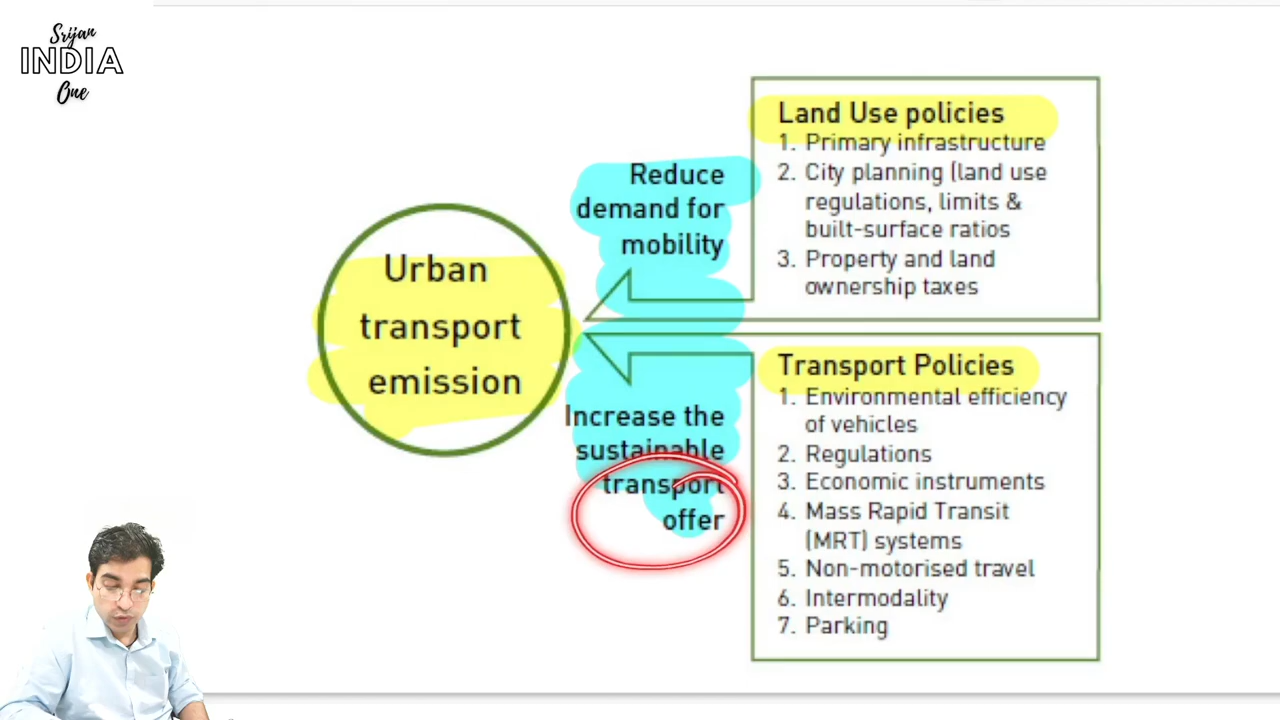 Srijan
INDIA
One
Urban
transport
emission
Reduce
demand for
mobility
Increase the
sustainable
transport
offer
Land Use policies
1. Primary infrastructure
2. City planning (land use
regulations, limits &
built-surface ratios
3. Property and land
ownership taxes
Transport Policies
1. Environmental efficiency
of vehicles
2. Regulations
3. Economic instruments
4. Mass Rapid Transit
(MRT) systems
5. Non-motorised travel
6. Intermodality
7. Parking